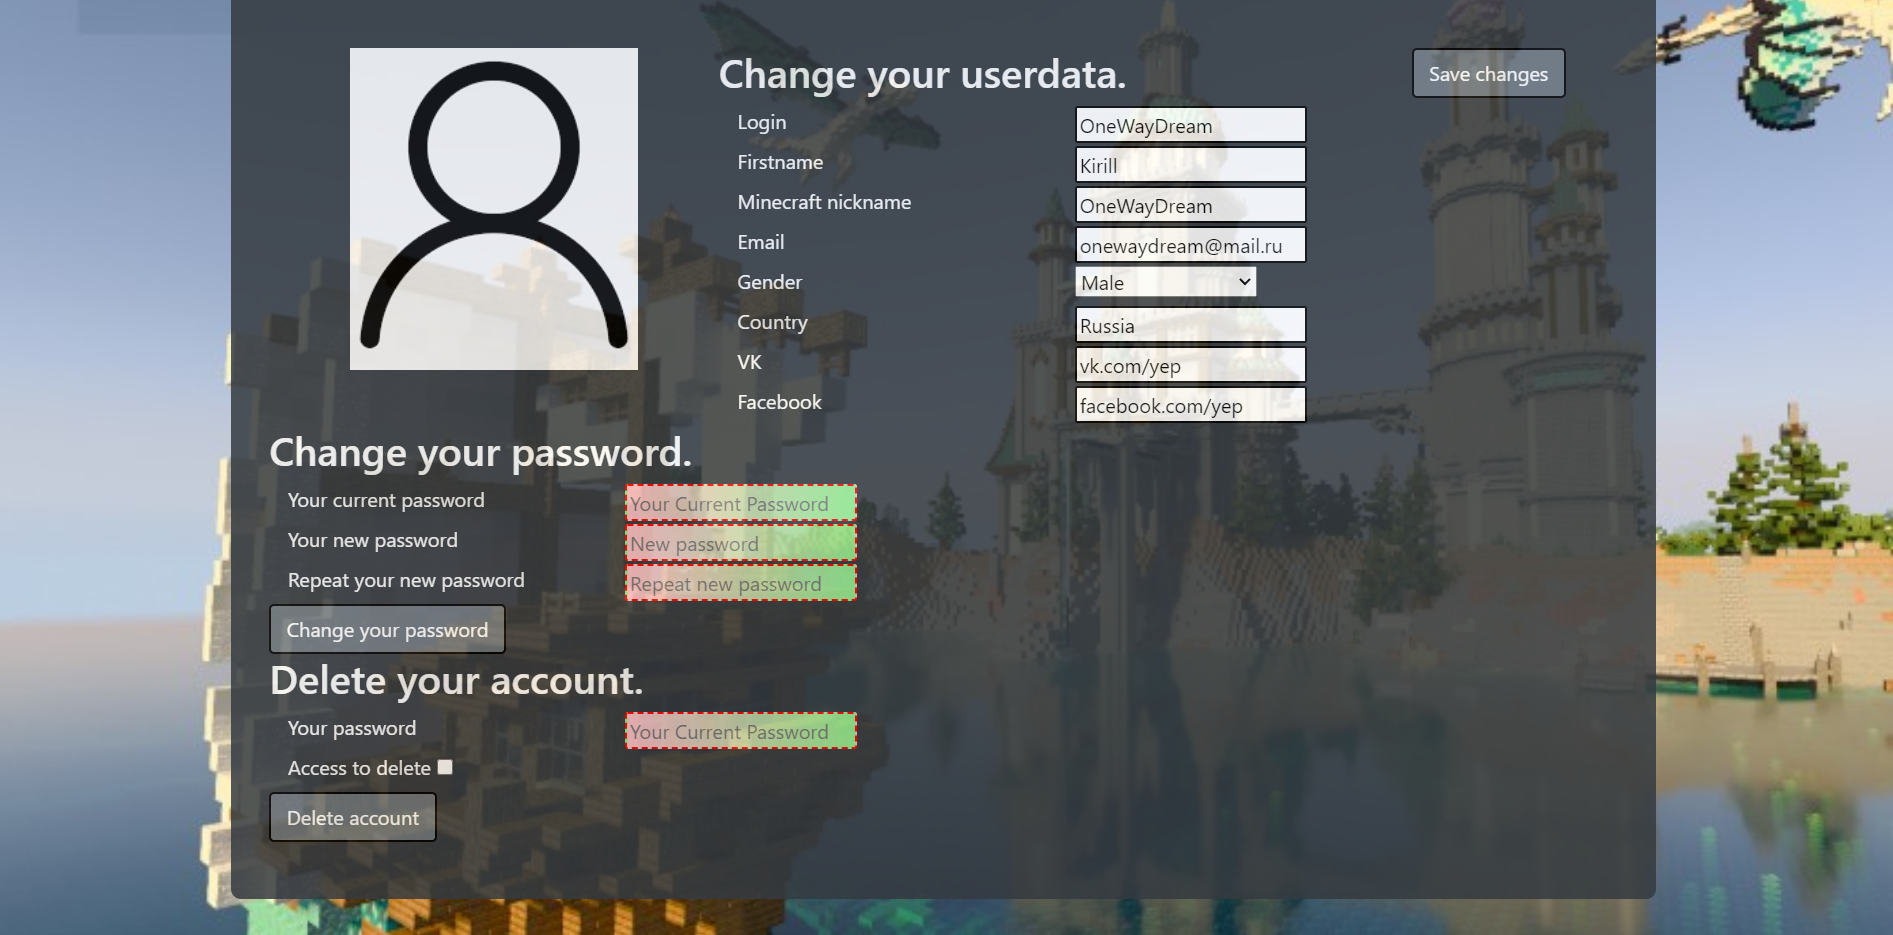 Change your userdata.
Save changes
Login
OneWayDream
Firstname
Kirill
Minecraft nickname
OneWayDream
Email
onewaydream@mail.ru
Gender
Male
Country
Russia
VK
vk.com/yep
Facebook
facebook.com/yep
Change your password.
Your current password
Your Current Password
Your new password
New password
Repeat your new password
Repeat new password
Change your password
Delete your account.
Your password
Your Current Password
Access to delete
Delete account